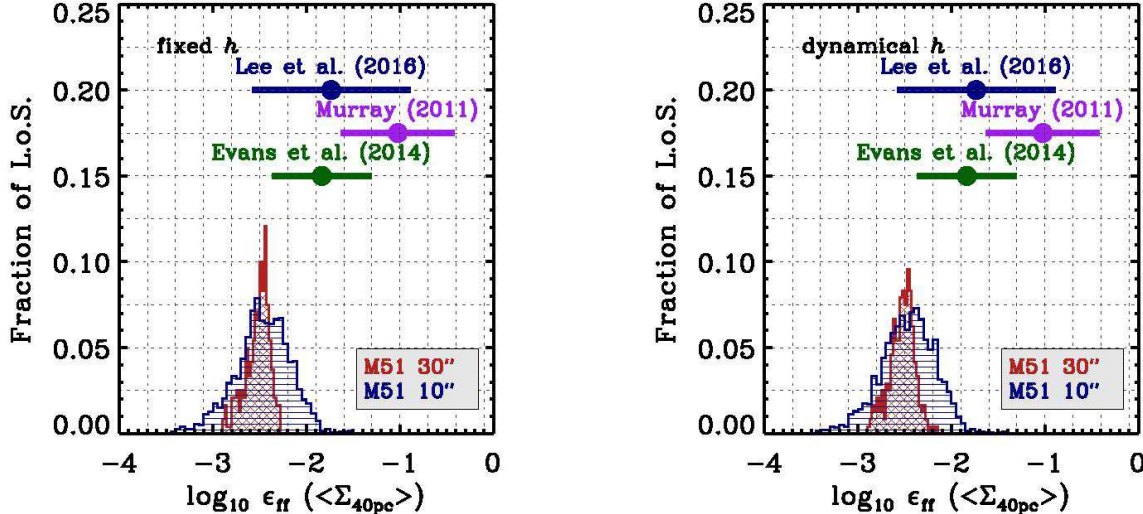 0.25
fixed h
Lee et al. (2016)
0.20
Murray (2011)
Evans et al. (2014)
0.15
0.10
0.05
M51 30″
M51 10″
0.00
-4 -3 -2 -1 0
Fraction of L.o.S.
log10 ϵff (<Σ40pc>)
0.25
dynamical h
Lee et al. (2016)
0.20
Murray (2011)
Evans et al. (2014)
0.15
0.10
0.05
M51 30″
M51 10″
0.00
-4 -3 -2 -1 0
Fraction of L.o.S.
log10 ϵff (<Σ40pc>)